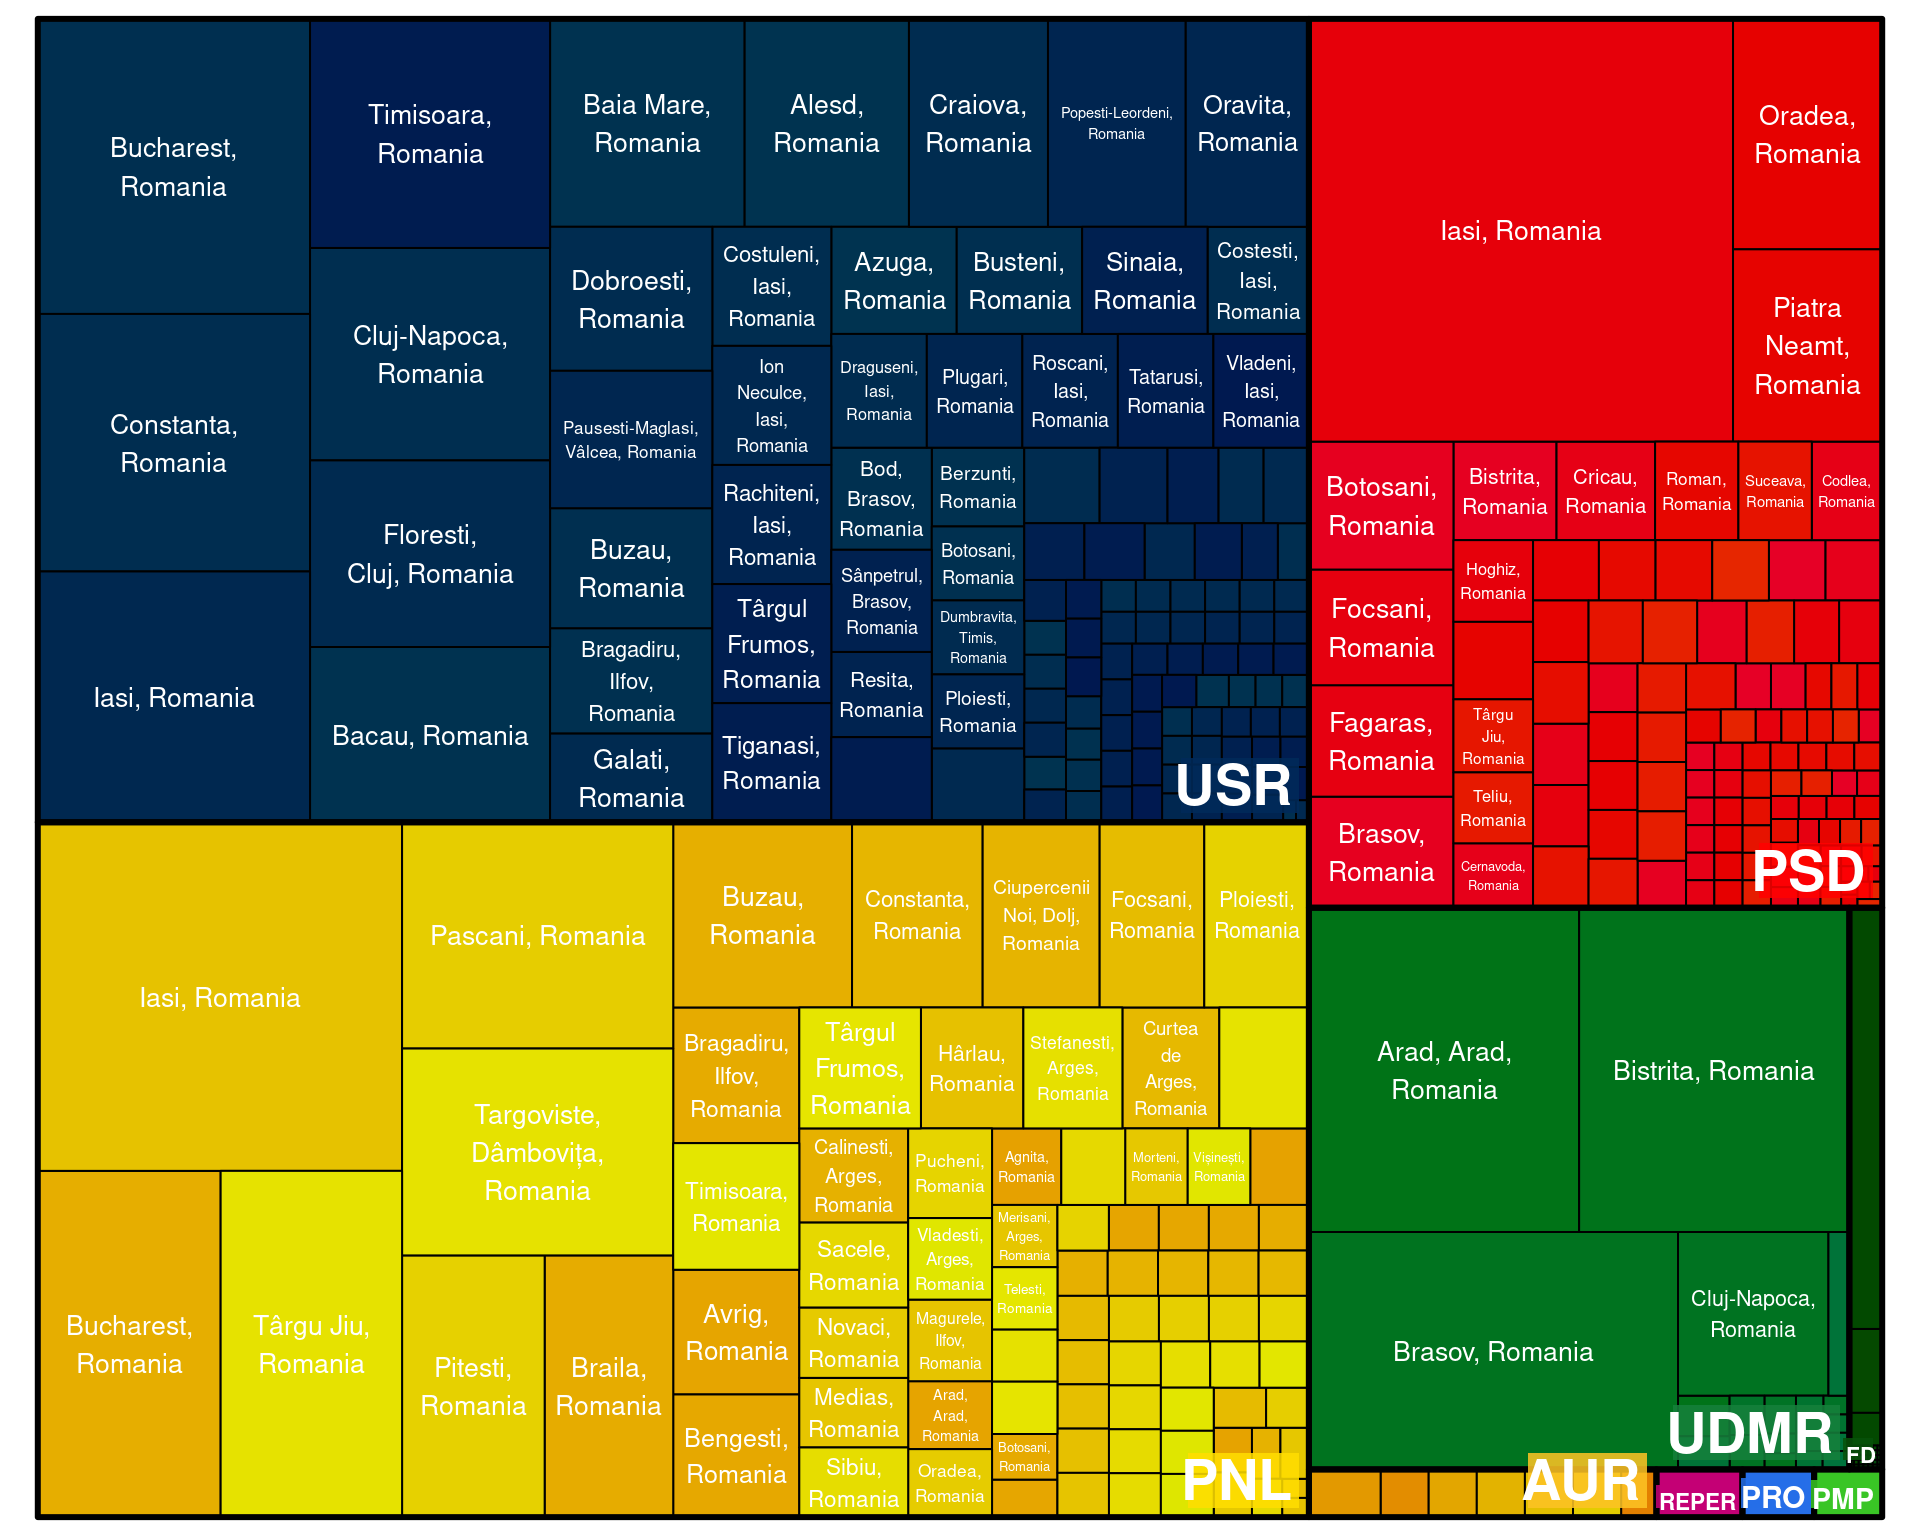 Bucharest,
Romania
Constanta,
Romania
Iasi, Romania
Timisoara,
Romania
Cluj-Napoca,
Romania
Floresti,
Cluj, Romania
Bacau, Romania
Baia Mare,
Romania
Alesd,
Romania
Craiova,
Romania
Popesti-Leordeni,
Romania
Oravita,
Romania
Dobroesti,
Romania
Pausesti-Maglasi,
Vâlcea, Romania
Buzau,
Romania
Bragadiru,
Ilfov,
Romania
Galati,
Romania
Costuleni,
Iasi,
Romania
Ion
Neculce,
Iasi,
Romania
Rachiteni,
Iasi,
Romania
Târgul
Frumos,
Romania
Tiganasi,
Romania
Azuga,
Romania
Busteni,
Romania
Sinaia,
Romania
Costesti,
Iasi,
Romania
Draguseni,
Iasi,
Romania
Plugari,
Romania
Roscani,
Iasi,
Romania
Tatarusi,
Romania
Vladeni,
Iasi,
Romania
Bod,
Brasov,
Romania
Sânpetrul,
Brasov,
Romania
Resita,
Romania
Berzunti,
Romania
Botosani,
Romania
Dumbravita,
Timis,
Romania
Ploiesti,
Romania
USR
Iasi, Romania
Oradea,
Romania
Piatra
Neamt,
Romania
Botosani,
Romania
Focsani,
Romania
Fagaras,
Romania
Brasov,
Romania
Bistrita,
Romania
Cricau,
Romania
Roman,
Romania
Suceava,
Romania
Codlea,
Romania
Hoghiz,
Romania
Târgu
Jiu,
Romania
Teliu,
Romania
Cernavoda,
Romania
PSD
Iasi, Romania
Bucharest,
Romania
Târgu Jiu,
Romania
Pascani, Romania
Targoviste,
Dâmbovița,
Romania
Pitesti,
Romania
Braila,
Romania
Buzau,
Romania
Constanta,
Romania
Ciupercenii
Noi, Dolj,
Romania
Focsani,
Romania
Ploiesti,
Romania
Bragadiru,
Ilfov,
Romania
Timisoara,
Romania
Avrig,
Romania
Bengesti,
Romania
Târgul
Frumos,
Romania
Hârlau,
Romania
Stefanesti,
Arges,
Romania
Curtea
de
Arges,
Romania
Calinesti,
Arges,
Romania
Sacele,
Romania
Novaci,
Romania
Medias,
Romania
Sibiu,
Romania
Pucheni,
Romania
Vladesti,
Arges,
Romania
Magurele,
Ilfov,
Romania
Arad,
Arad,
Romania
Oradea,
Romania
Agnita,
Romania
Morteni,
Romania
Vișinești,
Romania
Merisani,
Arges,
Romania
Telesti,
Romania
Botosani,
Romania
PNL
Arad, Arad,
Romania
Bistrita, Romania
Brasov, Romania
Cluj-Napoca,
Romania
UDMR
FD
AUR
REPER
PRO
PMP